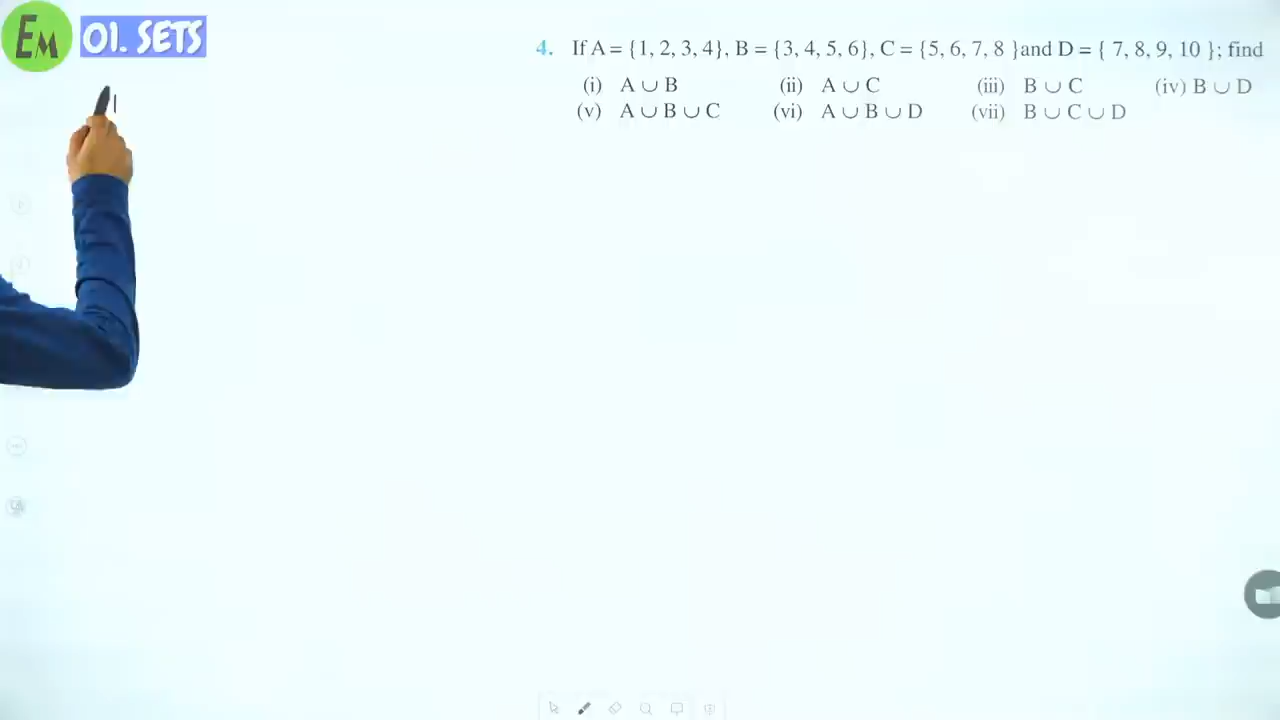 EM 01. SETS
4. If A = {1, 2, 3, 4}, B = {3, 4, 5, 6}, C = {5, 6, 7, 8 }and D = { 7, 8, 9, 10 }; find
(i) A ∪ B (ii) A ∪ C (iii) B ∪ C (iv) B ∪ D
(v) A ∪ B ∪ C (vi) A ∪ B ∪ D (vii) B ∪ C ∪ D